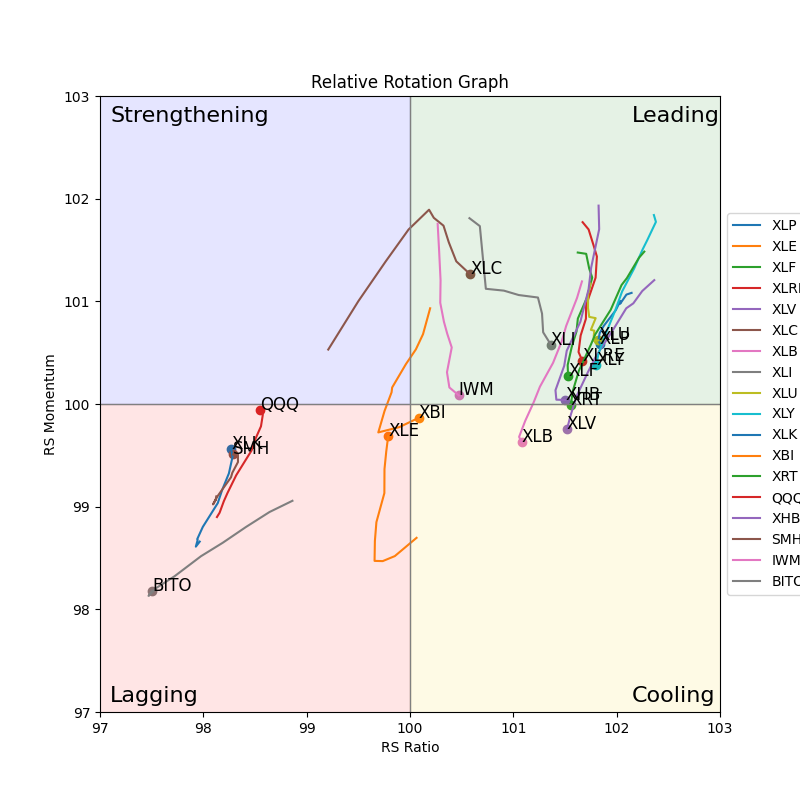 Relative Rotation Graph
103
Strengthening
Leading
102
XLP
XLE
XLF
XLV
XLC
XLB
XLI
XLU
XLY
XLK
XBI
XRT
QQQ
XHB
SMH
IWM
XLC
101
XLI
XLU
XLP
XLRE
XLY
XLF
IWM
XHB
XRT
100
QQQ
XBI
XLE
XLV
XLK
SMH
XLB
RS Momentum
99
98
BITO
Lagging
Cooling
97
97
98
99
100
101
102
103
RS Ratio